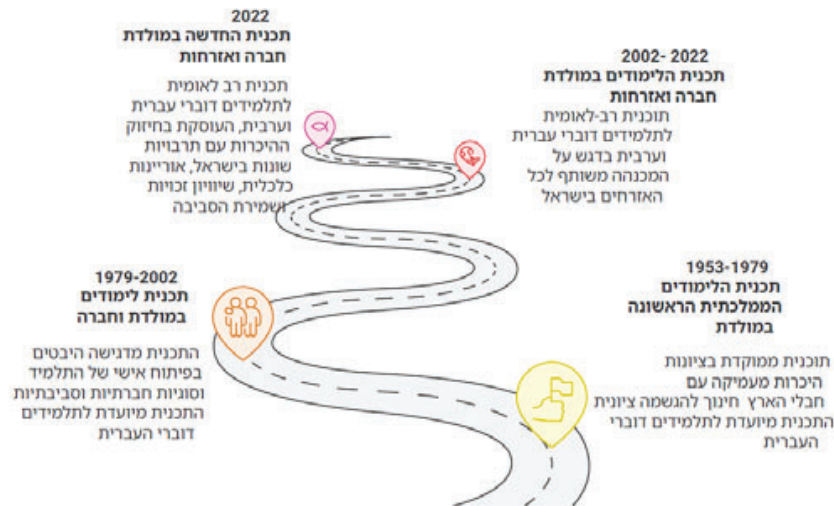 2022
תכנית החדשה במולדת
חברה ואזרחות
תכנית רב לאומית
לתלמידים דוברי עברית
וערבית, העוסקת בחיזוק
ההיכרות עם תרבויות
שונות בישראל, אוריינות
כלכלית, שיוויון זכויות
ושמירת הסביבה
2002- 2022
תכנית הלימודים במולדת
חברה ואזרחות
תוכנית רב-לאומית
לתלמידים דוברי עברית
וערבית בדגש על
המכנהה משותף לכל
האזרחים בישראל
1979-2002
תכנית לימודים
במולדת וחברה
התכנית מדגישה היבטים
בפיתוח אישי של התלמיד
וסוגיות חברתיות וסביבתיות
התכנית מיועדת לתלמידים
דוברי העברית
1953-1979
תכנית הלימודים
הממלכתית הראשונה
במולדת
תוכנית ממוקדת בציונות
היכרות מעמיקה עם
חבלי הארץ חינוך להגשמה ציונית
התכנית מיועדת לתלמידים דוברי
העברית